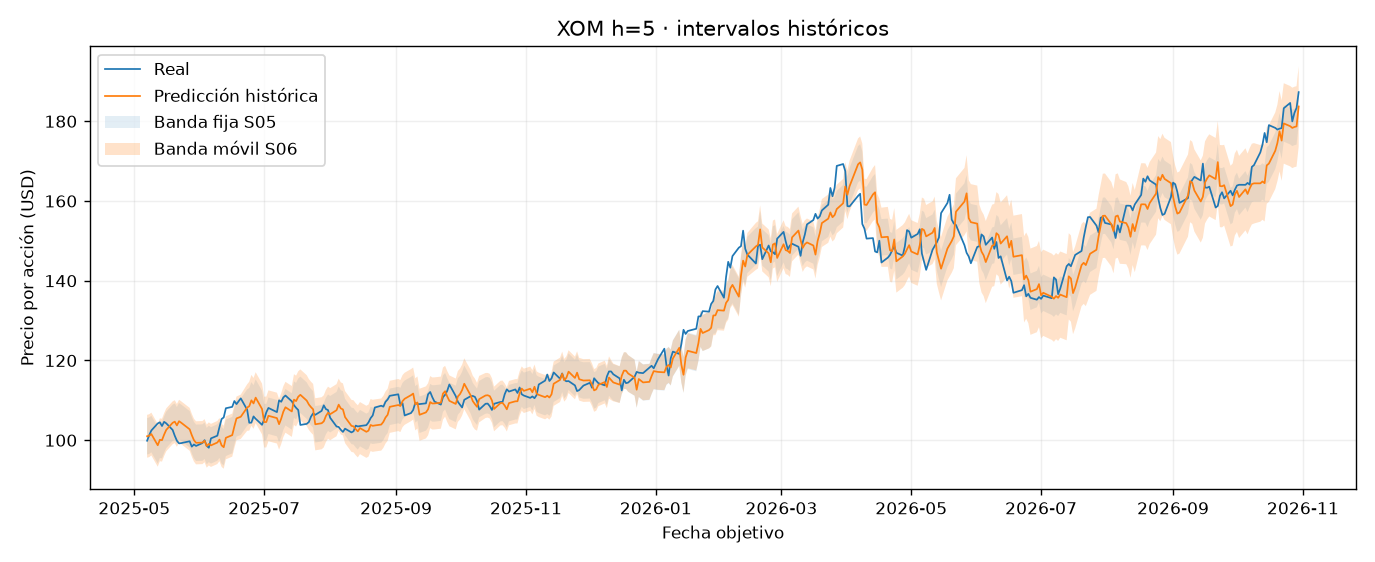 XOM h=5 · intervalos históricos
Real
Predicción histórica
Banda fija S05
Banda móvil S06
Precio por acción (USD)
180
160
140
120
100
2025-05 2025-07 2025-09 2025-11 2026-01 2026-03 2026-05 2026-07 2026-09 2026-11
Fecha objetivo